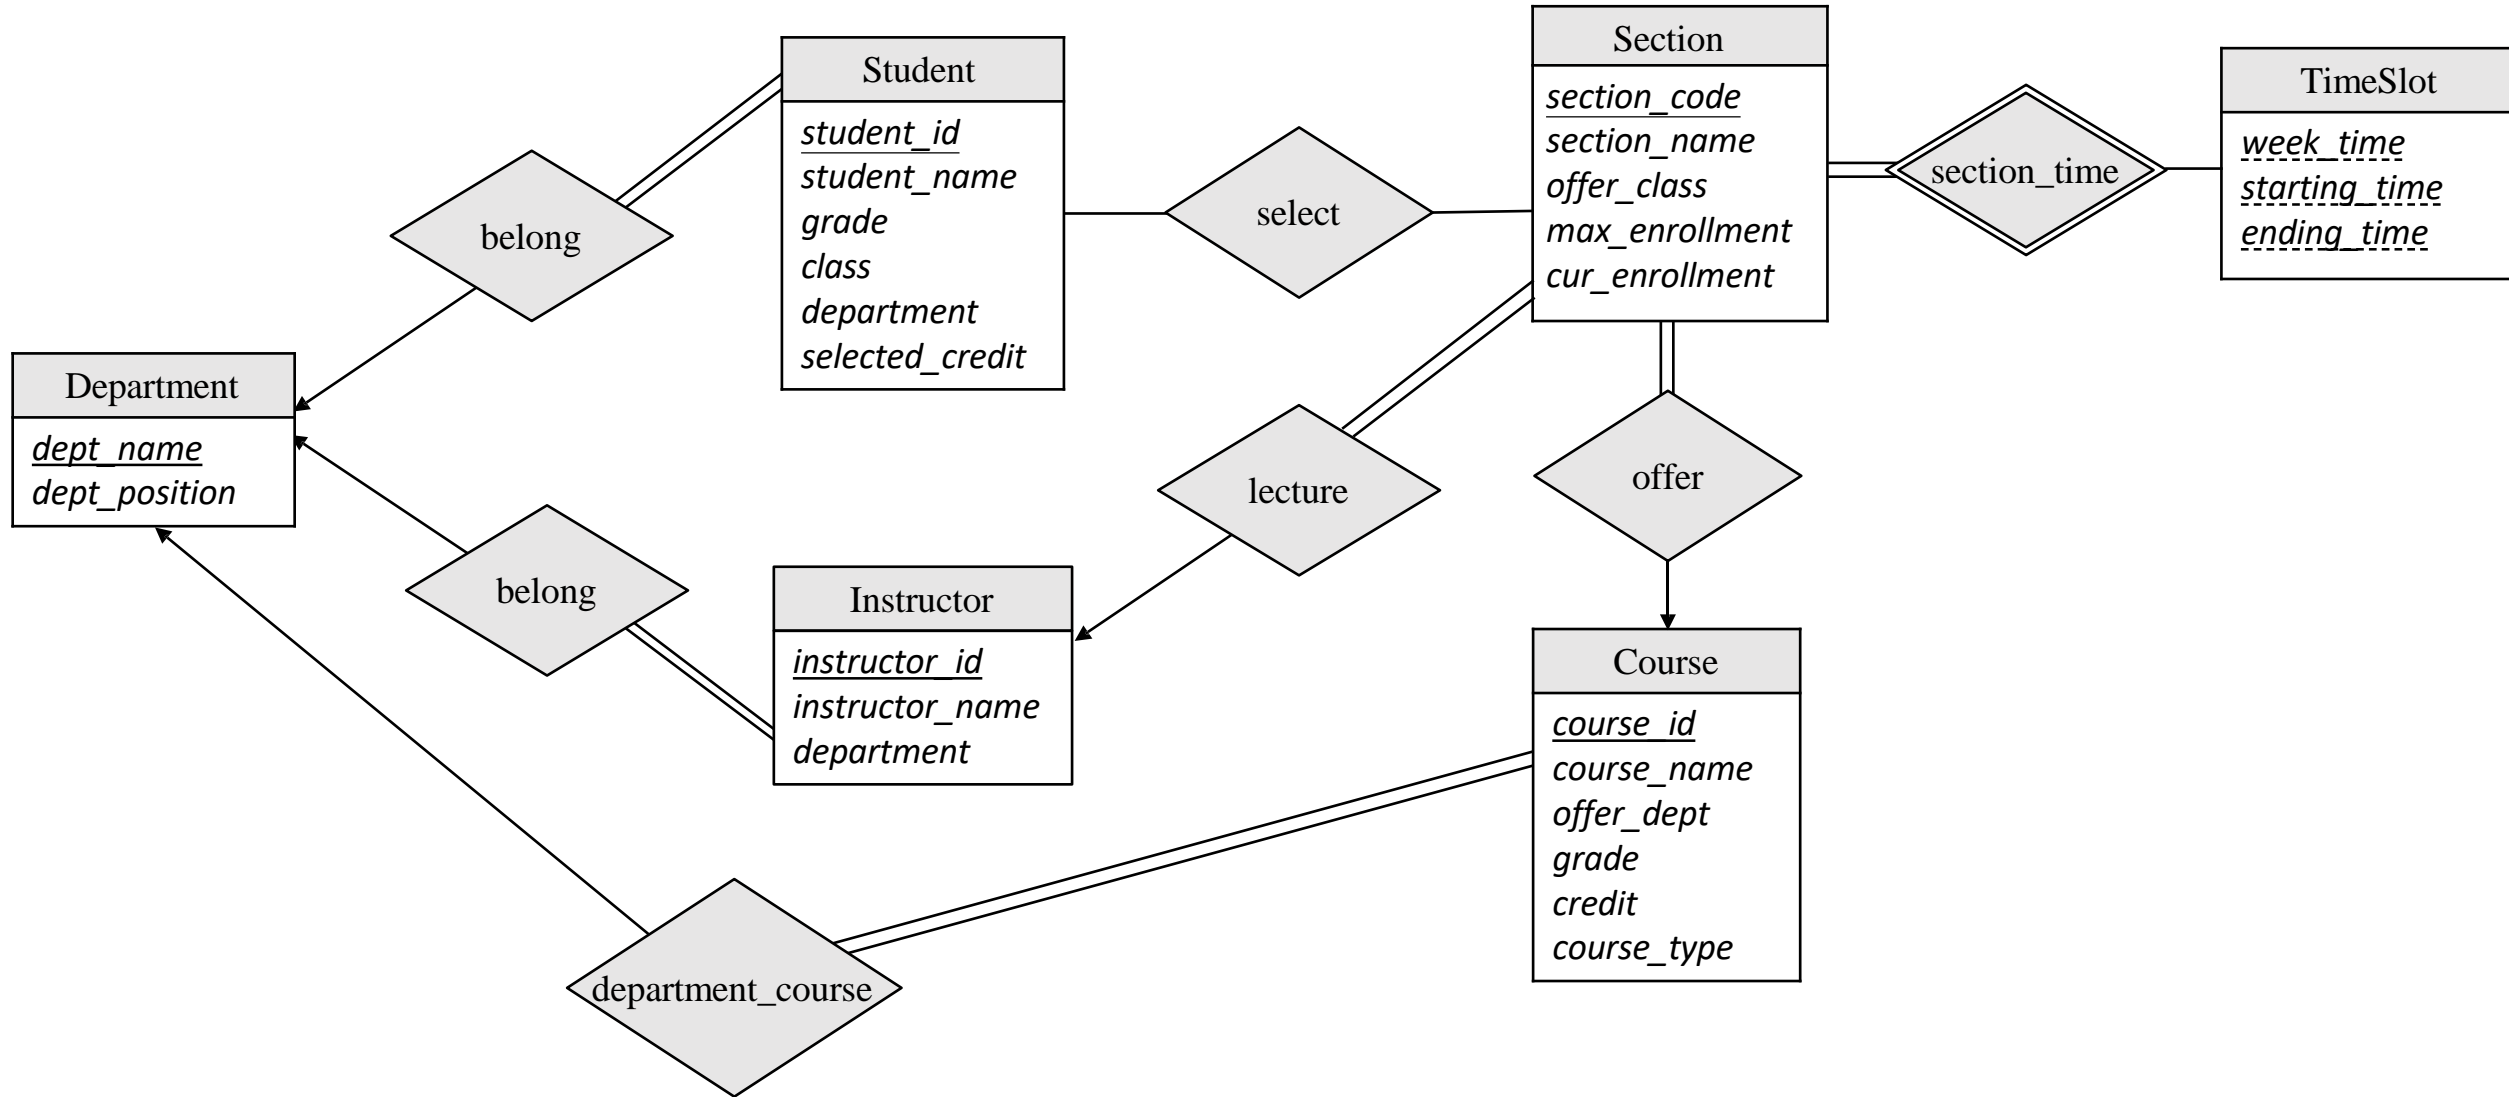 Student
student_id
student_name
grade
class
department
selected_credit
Section
section_code
section_name
offer_class
max_enrollment
cur_enrollment
TimeSlot
week_time
starting_time
ending_time
section_time
select
belong
Department
dept_name
dept_position
lecture
offer
belong
Instructor
instructor_id
instructor_name
department
Course
course_id
course_name
offer_dept
grade
credit
course_type
department_course